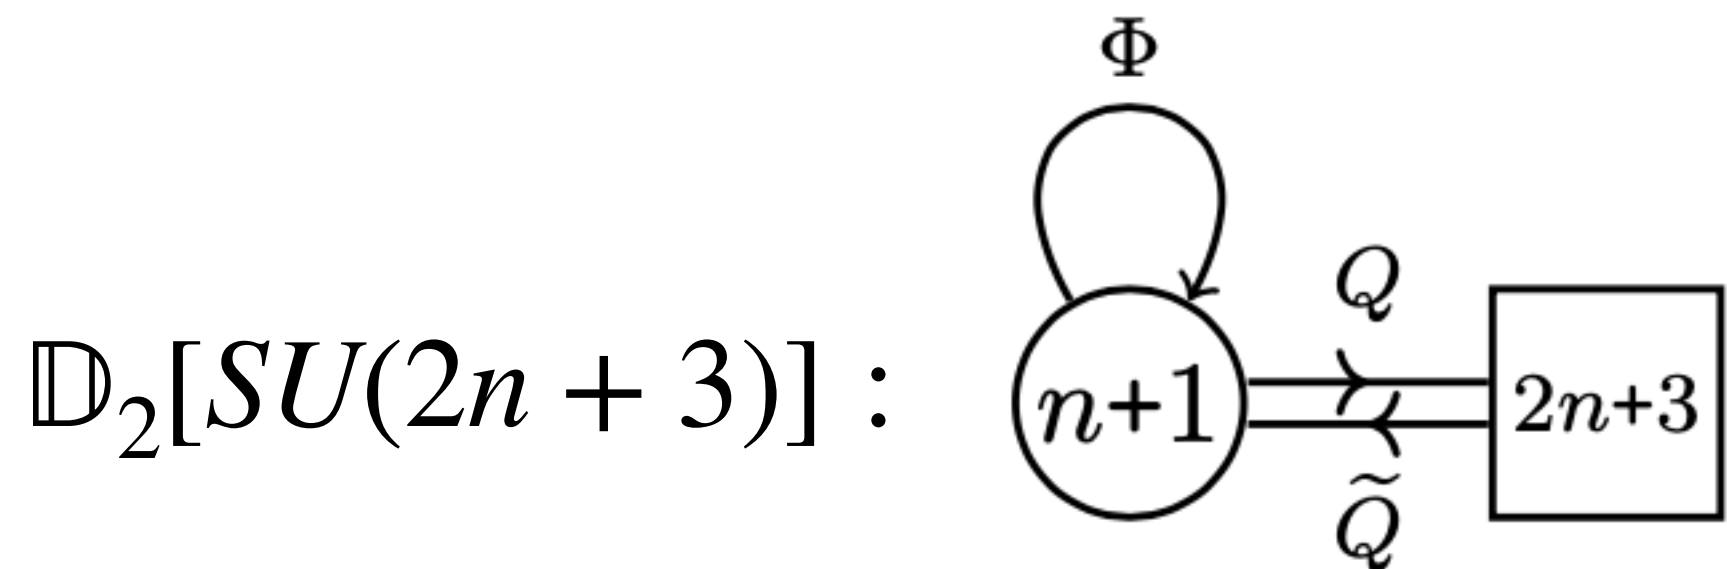 Φ
Q
𝔻₂[SU(2n + 3)] :
n+1
2n+3
Q̃